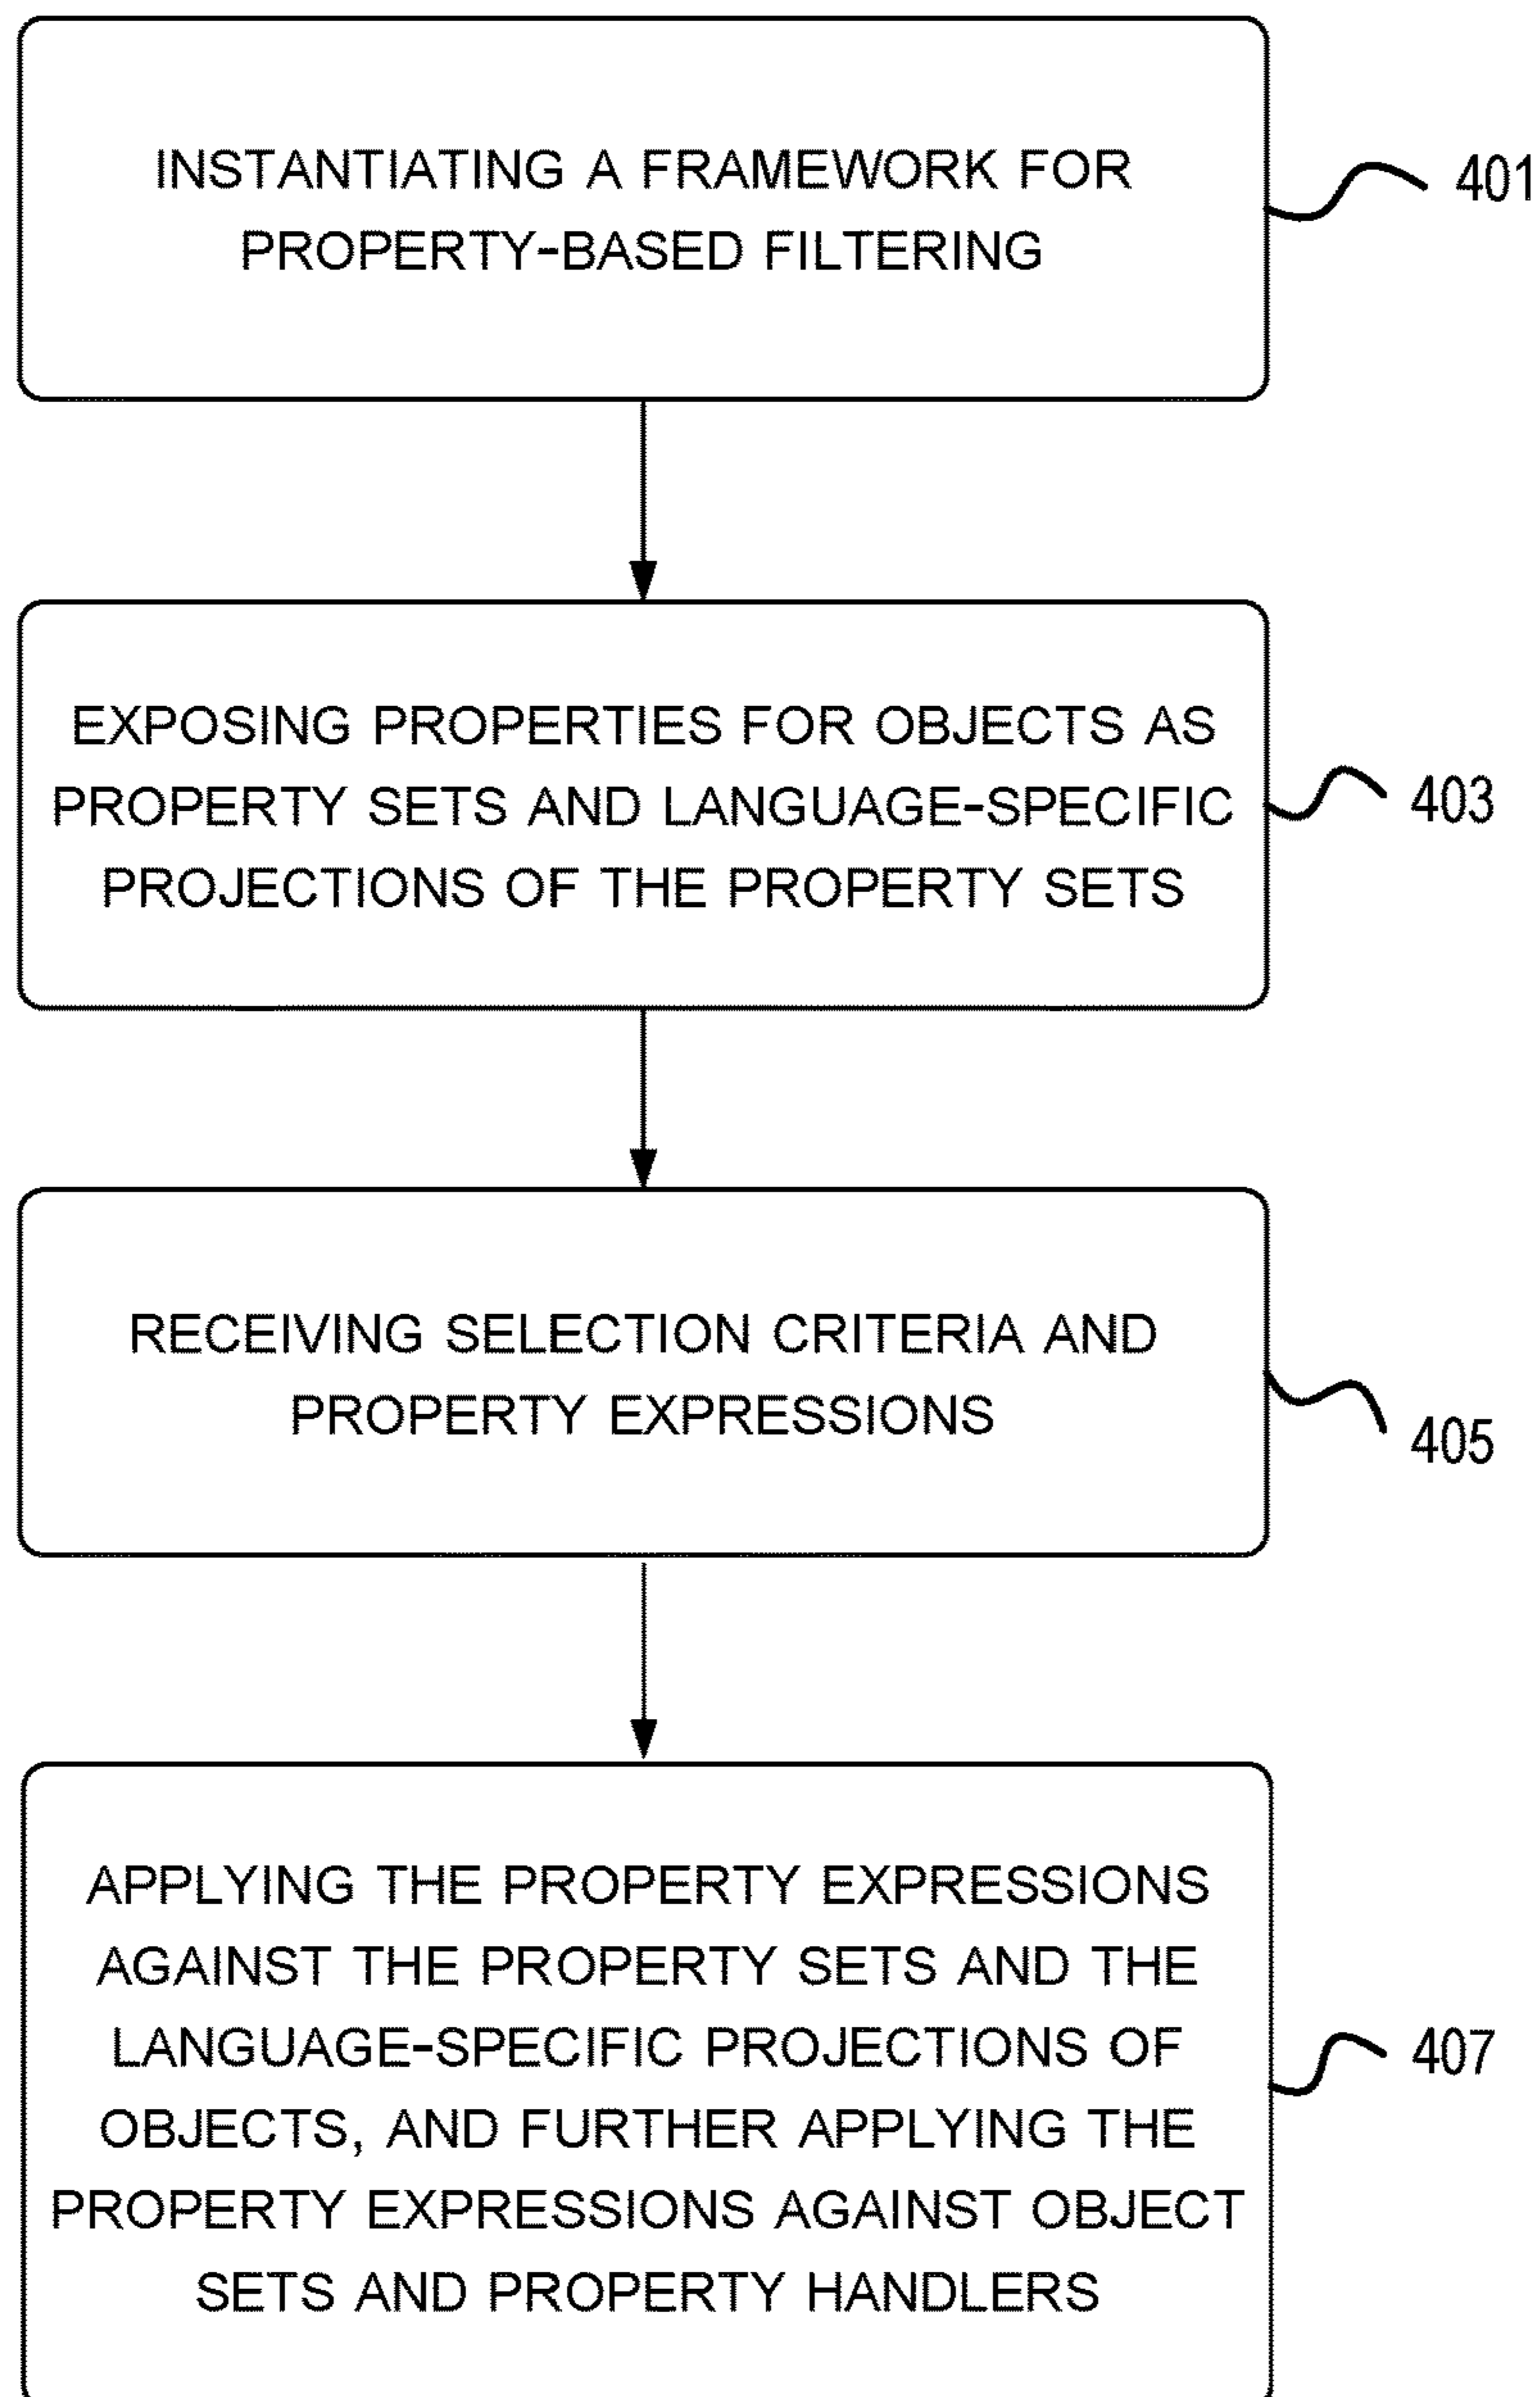 INSTANTIATING A FRAMEWORK FOR
PROPERTY-BASED FILTERING
401
EXPOSING PROPERTIES FOR OBJECTS AS
PROPERTY SETS AND LANGUAGE-SPECIFIC
PROJECTIONS OF THE PROPERTY SETS
403
RECEIVING SELECTION CRITERIA AND
PROPERTY EXPRESSIONS
405
APPLYING THE PROPERTY EXPRESSIONS
AGAINST THE PROPERTY SETS AND THE
LANGUAGE-SPECIFIC PROJECTIONS OF
OBJECTS, AND FURTHER APPLYING THE
PROPERTY EXPRESSIONS AGAINST OBJECT
SETS AND PROPERTY HANDLERS
407